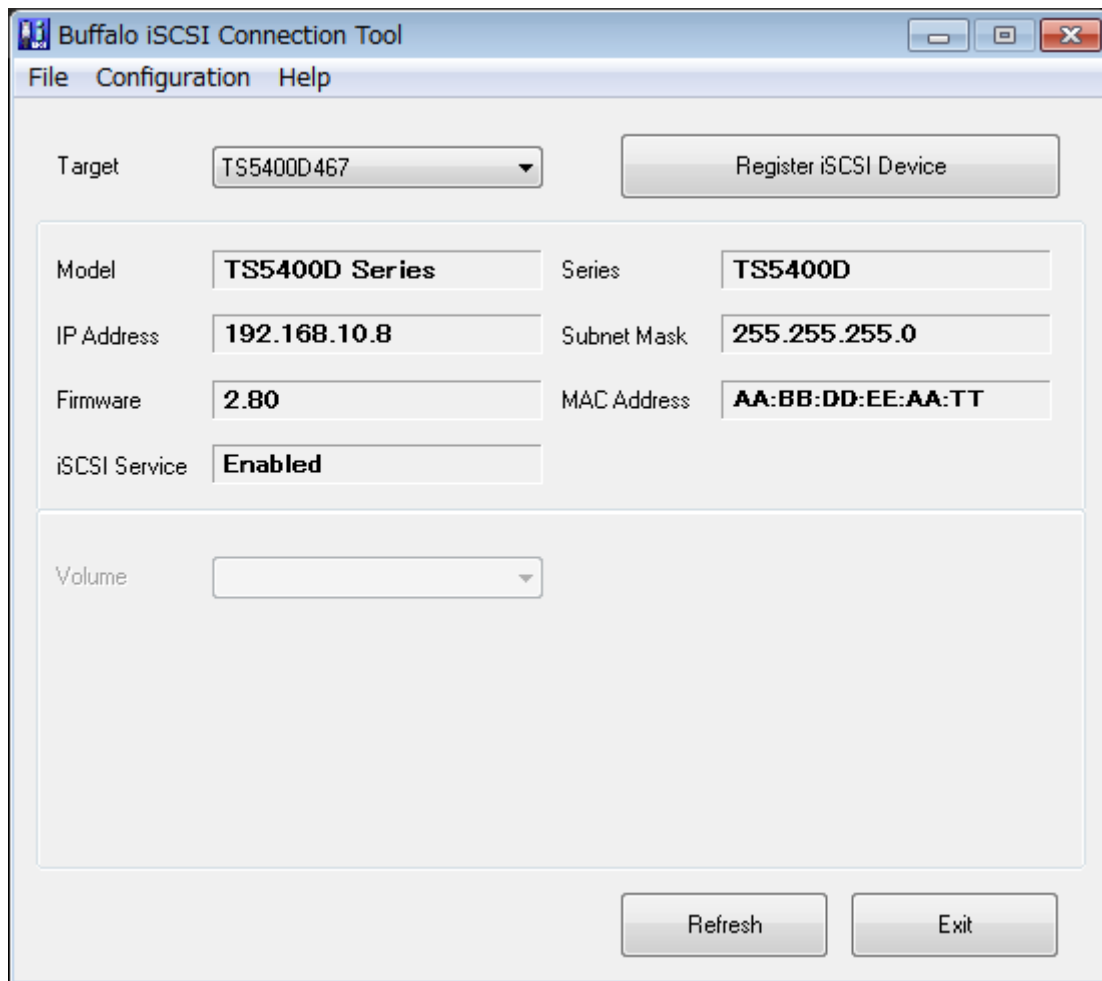 Buffalo iSCSI Connection Tool
File Configuration Help
Target TS5400D467 Register iSCSI Device
Model TS5400D Series Series TS5400D
IP Address 192.168.10.8 Subnet Mask 255.255.255.0
Firmware 2.80 MAC Address AA:BB:DD:EE:AA:TT
iSCSI Service Enabled
Volume
Refresh Exit